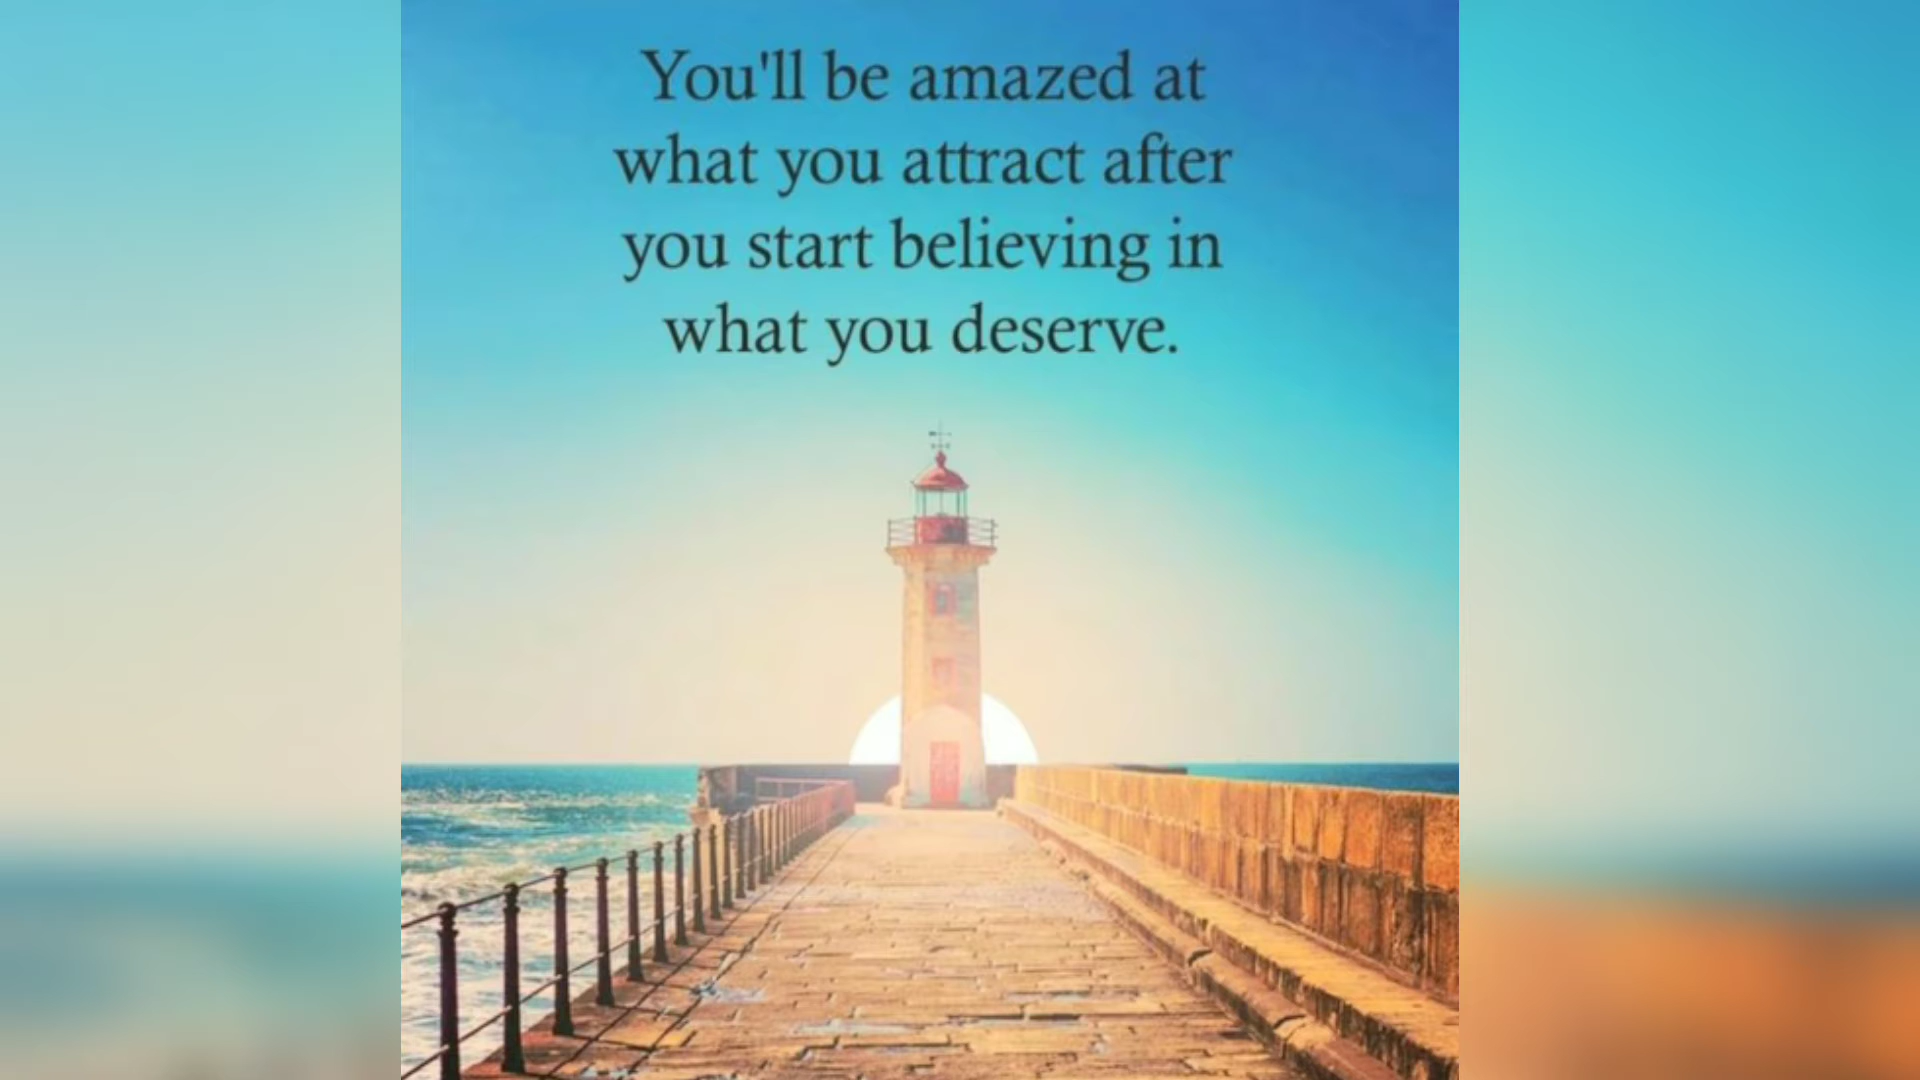 You'll be amazed at
what you attract after
you start believing in
what you deserve.